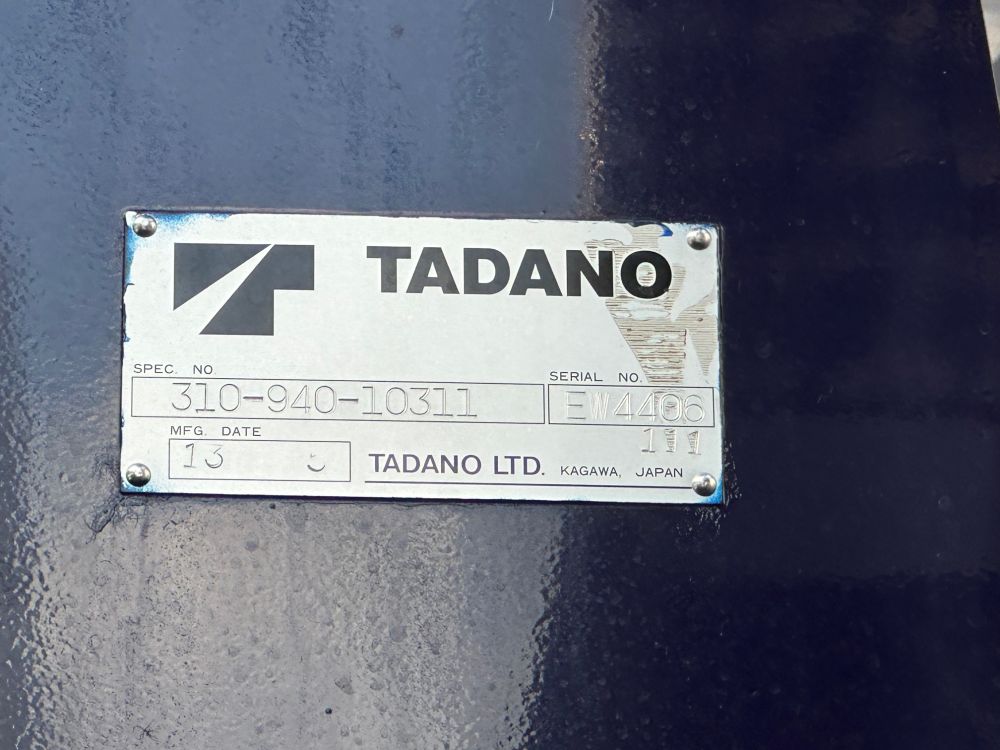 TADANO
SPEC. NO.
SERIAL NO.
310-940-10311
EW4406
MFG. DATE
13
TADANO LTD. KAGAWA, JAPAN